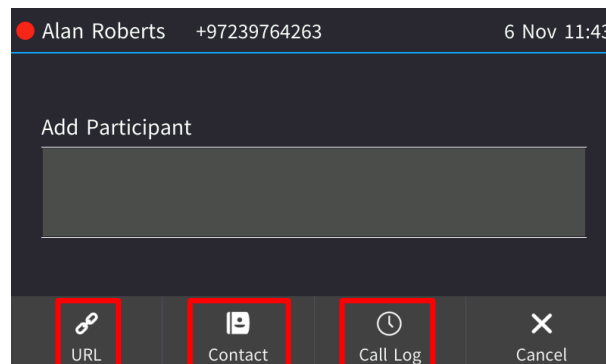 Alan Roberts +97239764263 6 Nov 11:43
Add Participant
URL Contact Call Log Cancel